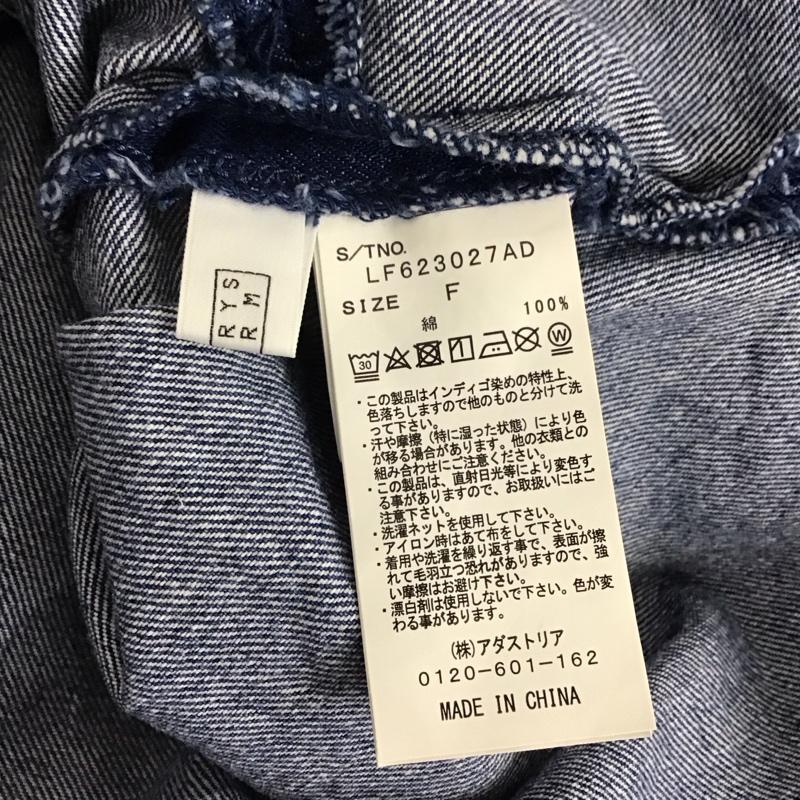 S/TNO.
LF623027AD
SIZE F
綿 100%
30
W
・この製品はインディゴ染めの特性上、
色落ちしますので他のものと分けて洗
って下さい。
・汗や摩擦（特に湿った状態）により色
が移る場合があります。他の衣類との
組み合わせにご注意ください。
・この製品は、直射日光等により変色す
る事がありますので、お取扱いにはご
注意下さい。
・洗濯ネットを使用して下さい。
・アイロン時はあて布をして下さい。
・着用や洗濯を繰り返す事で、表面が擦
れて毛羽立つ恐れがありますので、強
い摩擦はお避け下さい。
・漂白剤は使用しないで下さい。色が変
わる事があります。
(株)アダストリア
0120-601-162
MADE IN CHINA
RYS
RM